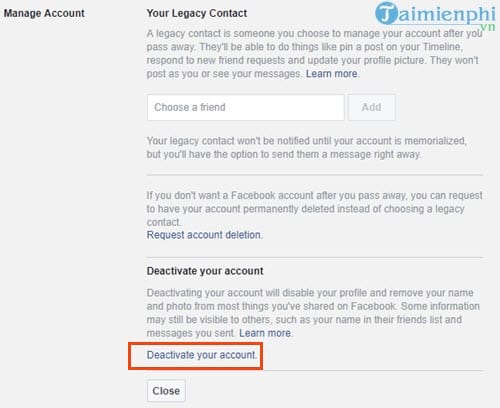 Manage Account
Your Legacy Contact
Taimienphi
.vn
A legacy contact is someone you choose to manage your account after you
pass away. They'll be able to do things like pin a post on your Timeline,
respond to new friend requests and update your profile picture. They won't
post as you or see your messages. Learn more.
Choose a friend
Add
Your legacy contact won't be notified until your account is memorialized,
but you'll have the option to send them a message right away.
If you don't want a Facebook account after you pass away, you can request
to have your account permanently deleted instead of choosing a legacy
contact.
Request account deletion.
Deactivate your account
Deactivating your account will disable your profile and remove your name
and photo from most things you've shared on Facebook. Some information
may still be visible to others, such as your name in their friends list and
messages you sent. Learn more.
Deactivate your account.
Close